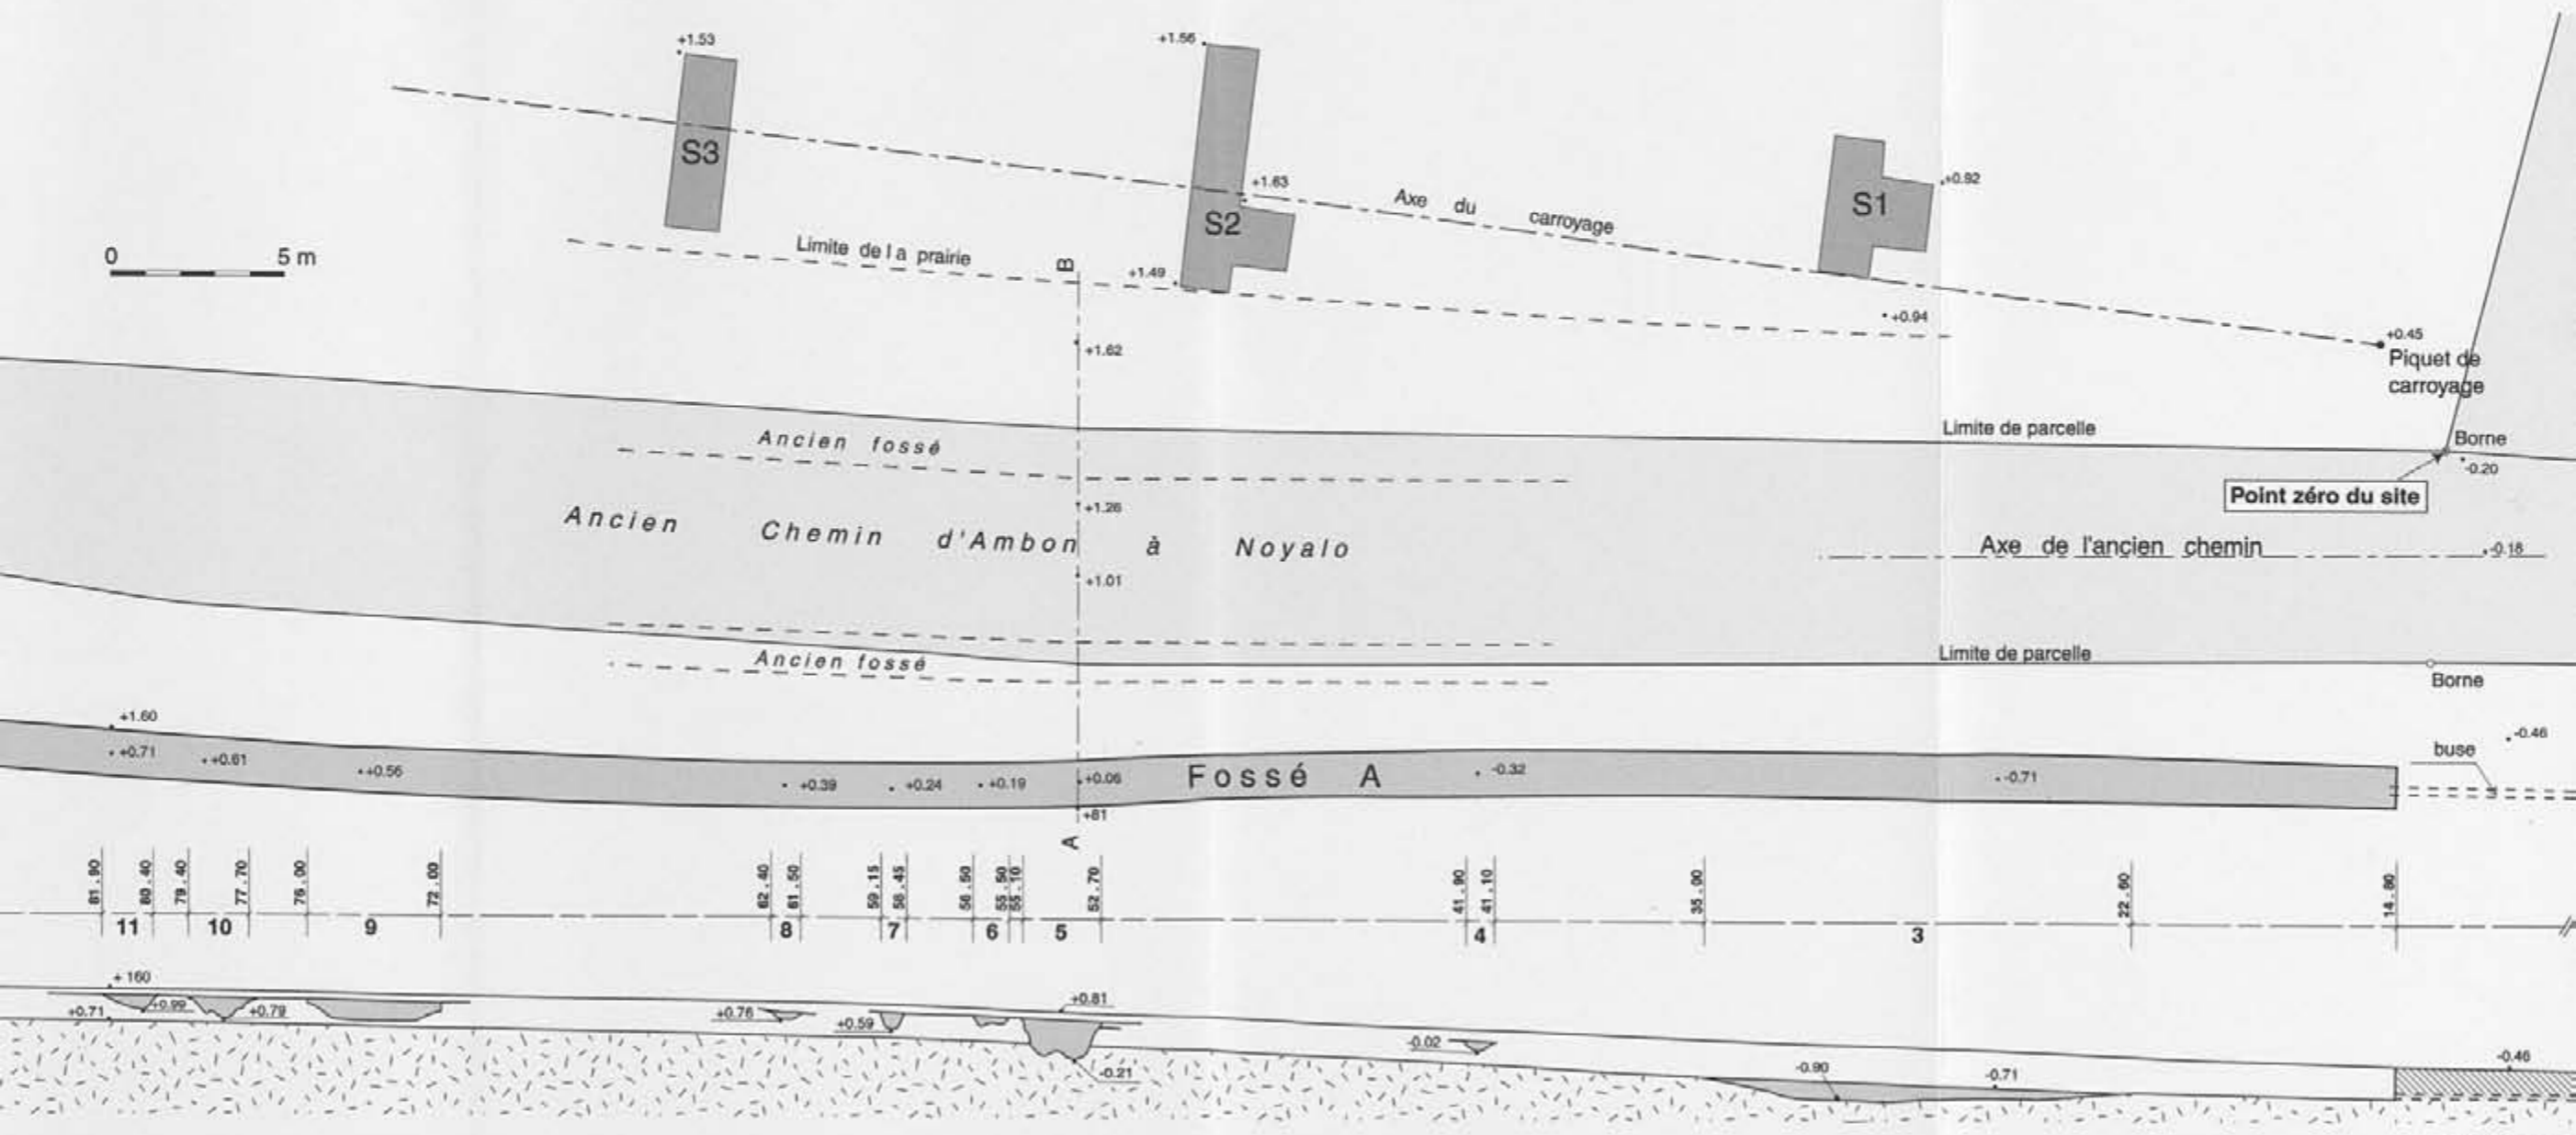 +1.53
+1.56
S3
+1.63
S2
Axe du carroyage
S1
+0.92
0 5 m
Limite de la prairie
B
+1.49
+0.94
+0.45
Piquet de
carroyage
+1.62
Limite de parcelle
Borne
-0.20
Point zéro du site
Ancien fossé
+1.26
Ancien Chemin d'Ambon à Noyalo
Axe de l'ancien chemin
-0.18
+1.01
Ancien fossé
Limite de parcelle
Borne
+1.60
+0.71
+0.61
+0.56
+0.39
+0.24
+0.19
+0.06
Fossé A
-0.32
-0.71
-0.46
buse
+81
A
81.90
80.40
79.40
77.70
76.00
72.00
62.40
61.50
59.15
58.45
56.50
55.50
55.10
52.70
41.90
41.10
35.00
22.60
14.80
11 10 9 8 7 6 5 4 3
+160
+0.71
+0.99
+0.79
+0.76
+0.59
+0.81
-0.21
-0.02
-0.90
-0.71
-0.46